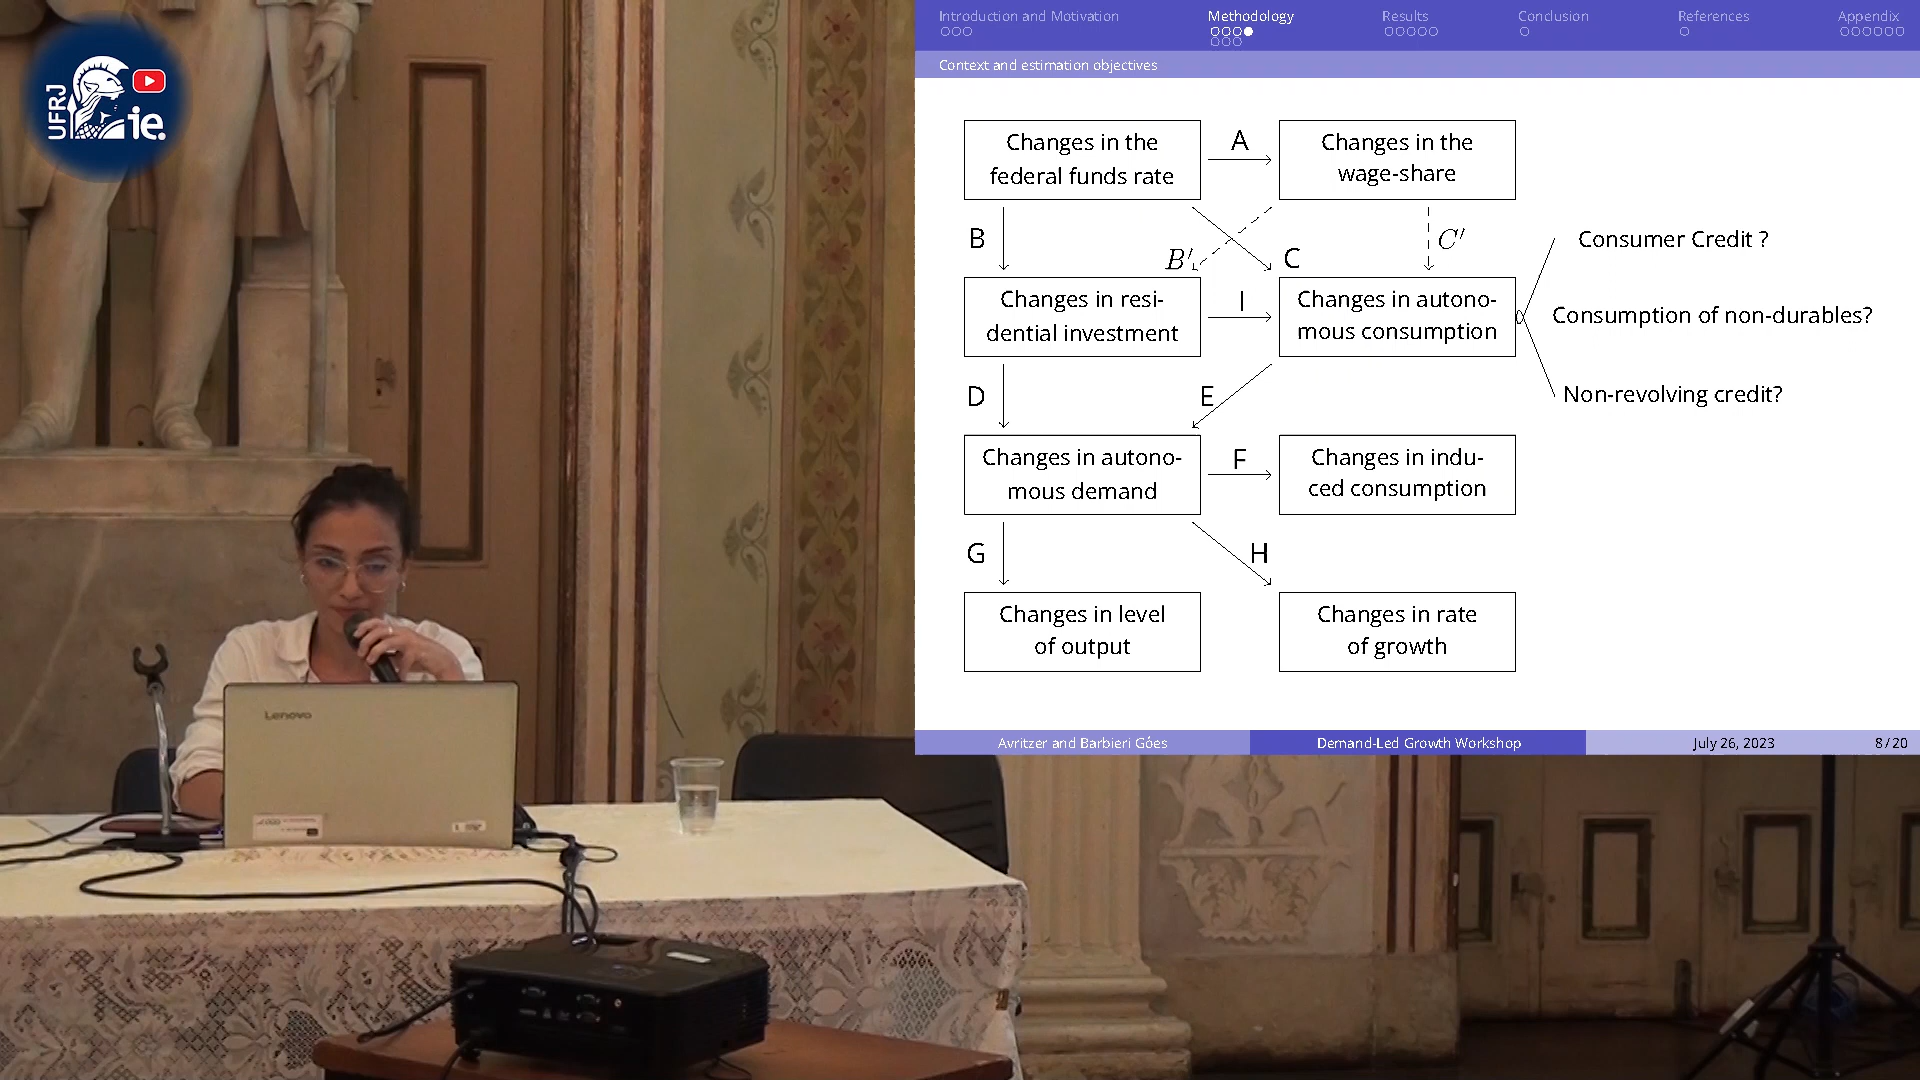 UFRJ
ie.
Introduction and Motivation
Methodology
Results
Conclusion
References
Appendix
Context and estimation objectives
Changes in the
federal funds rate
A
Changes in the
wage-share
B
B′
C
C′
Consumer Credit ?
Changes in resi-
dential investment
I
Changes in autono-
mous consumption
Consumption of non-durables?
D
E
Non-revolving credit?
Changes in autono-
mous demand
F
Changes in indu-
ced consumption
G
H
Changes in level
of output
Changes in rate
of growth
Avritzer and Barbieri Góes
Demand-Led Growth Workshop
July 26, 2023
8 / 20
Lenovo